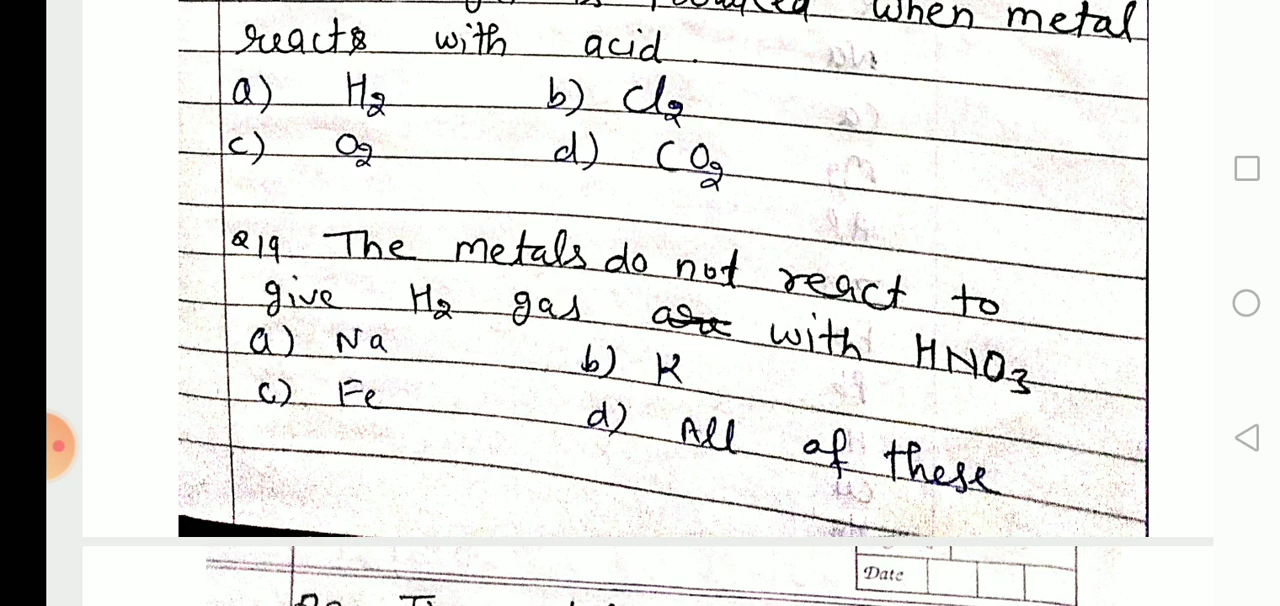 when metal
reacts with acid.
a) H2 b) Cl2
c) O2 d) CO2
Q19 The metals do not react to
give H2 gas with HNO3
a) Na b) K
c) Fe d) All of these
Date